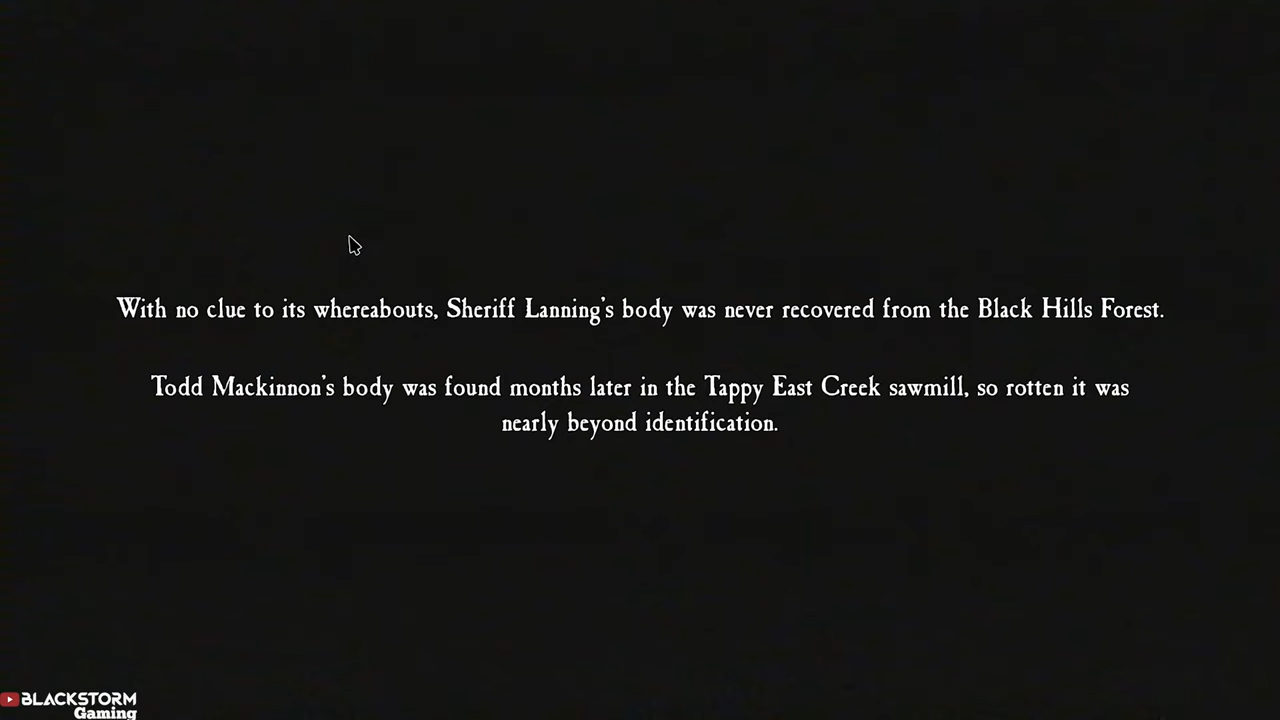 With no clue to its whereabouts, Sheriff Lanning's body was never recovered from the Black Hills Forest.
Todd Mackinnon's body was found months later in the Tappy East Creek sawmill, so rotten it was
nearly beyond identification.
BLACKSTORM
Gaming